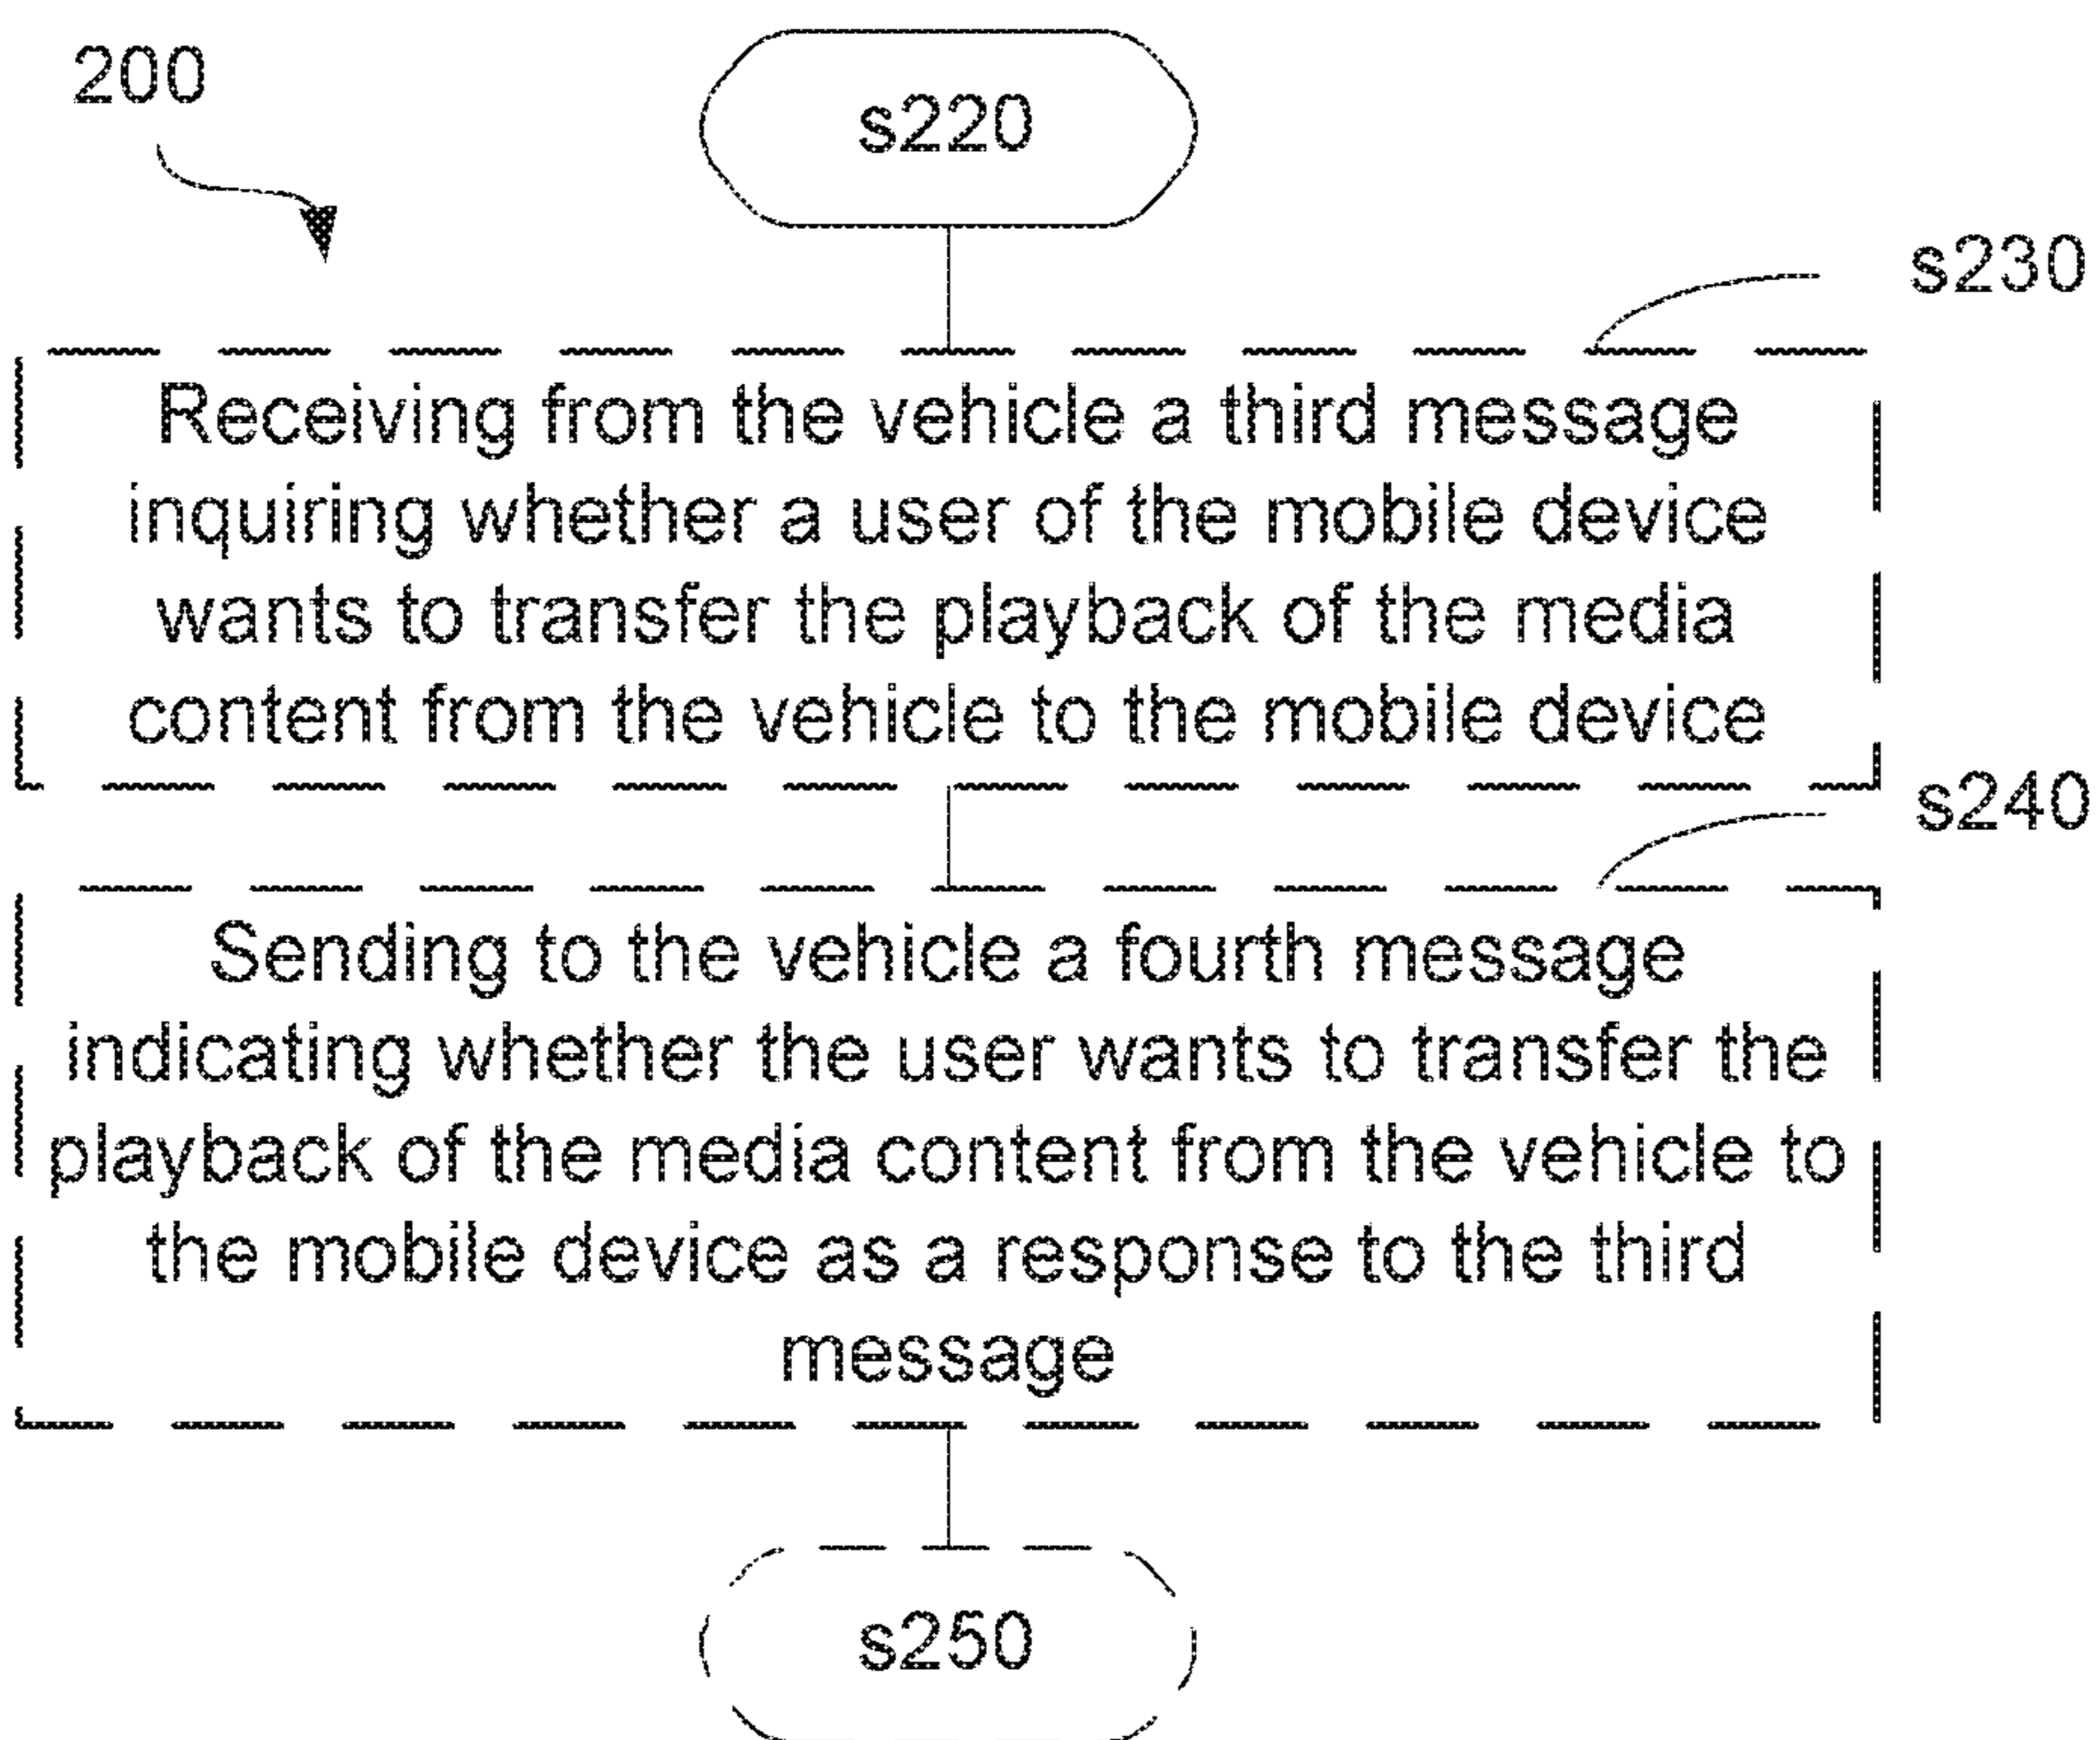 200
s220
s230
Receiving from the vehicle a third message
inquiring whether a user of the mobile device
wants to transfer the playback of the media
content from the vehicle to the mobile device
s240
Sending to the vehicle a fourth message
indicating whether the user wants to transfer the
playback of the media content from the vehicle to
the mobile device as a response to the third
message
s250